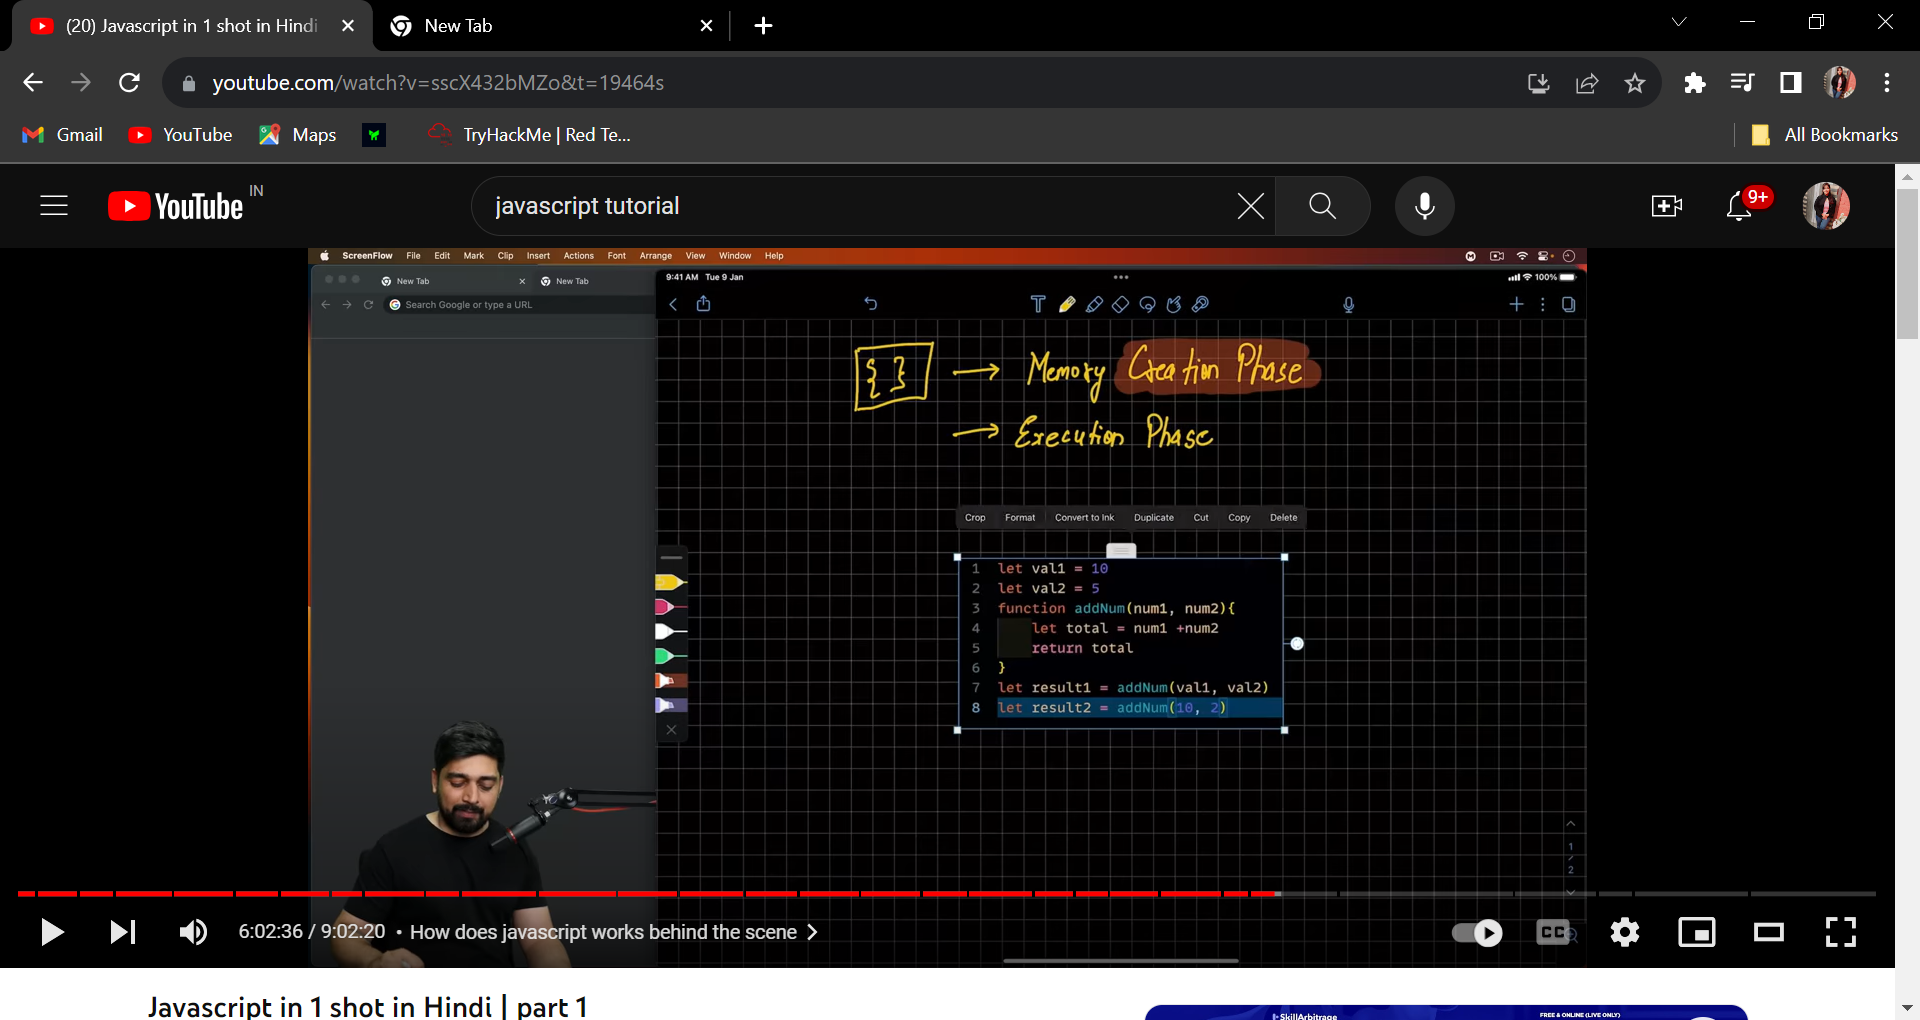 (20) Javascript in 1 shot in Hindi
New Tab
youtube.com/watch?v=sscX432bMZo&t=19464s
Gmail YouTube Maps TryHackMe | Red Te... All Bookmarks
YouTube IN
javascript tutorial
9+
ScreenFlow File Edit Mark Clip Insert Actions Font Arrange View Window Help
New Tab New Tab
Search Google or type a URL
9:41 AM Tue 9 Jan
100%
{ } → Memory Creation Phase
→ Execution Phase
Crop Format Convert to Ink Duplicate Cut Copy Delete
1 let val1 = 10
2 let val2 = 5
3 function addNum(num1, num2){
4 let total = num1 +num2
5 return total
6 }
7 let result1 = addNum(val1, val2)
8 let result2 = addNum(10, 2)
1
/
2
6:02:36 / 9:02:20 • How does javascript works behind the scene
CC
Javascript in 1 shot in Hindi | part 1
SkillArbitrage
FREE & ONLINE (LIVE ONLY)